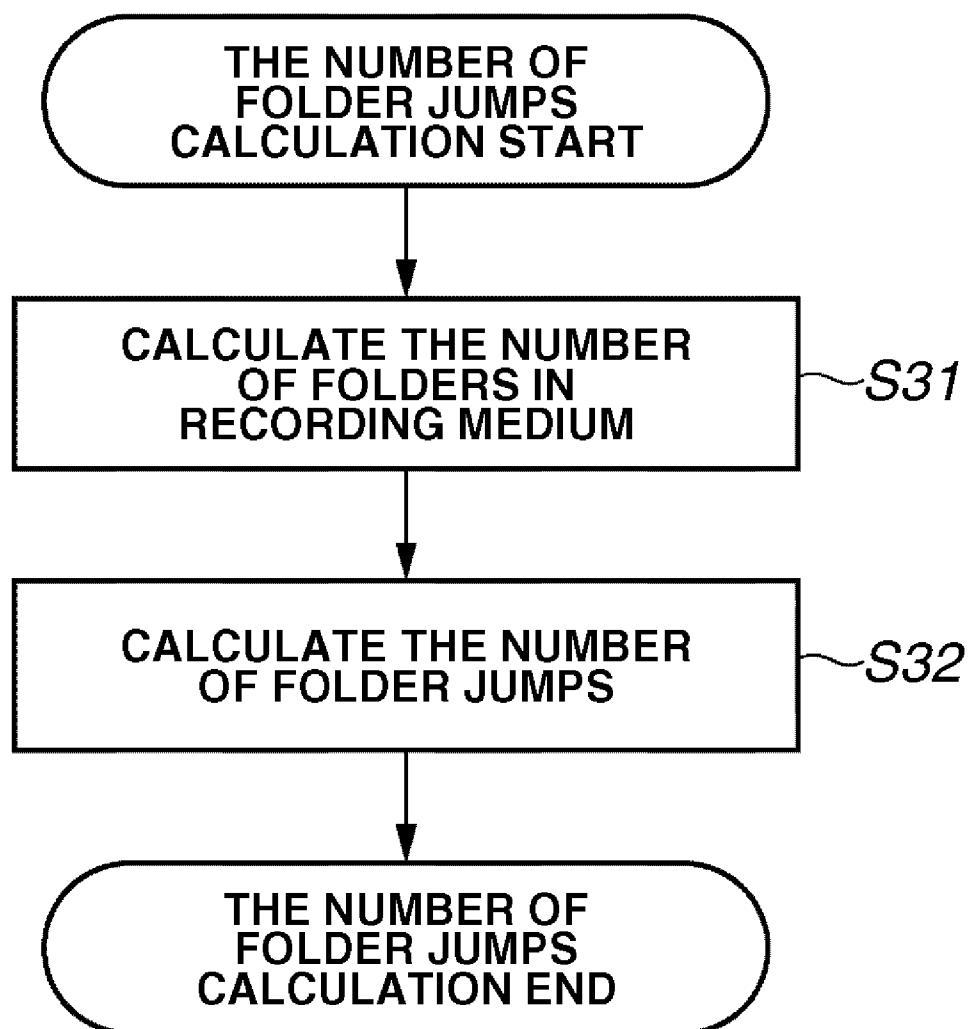 THE NUMBER OF
FOLDER JUMPS
CALCULATION START
CALCULATE THE NUMBER
OF FOLDERS IN
RECORDING MEDIUM
S31
CALCULATE THE NUMBER
OF FOLDER JUMPS
S32
THE NUMBER OF
FOLDER JUMPS
CALCULATION END